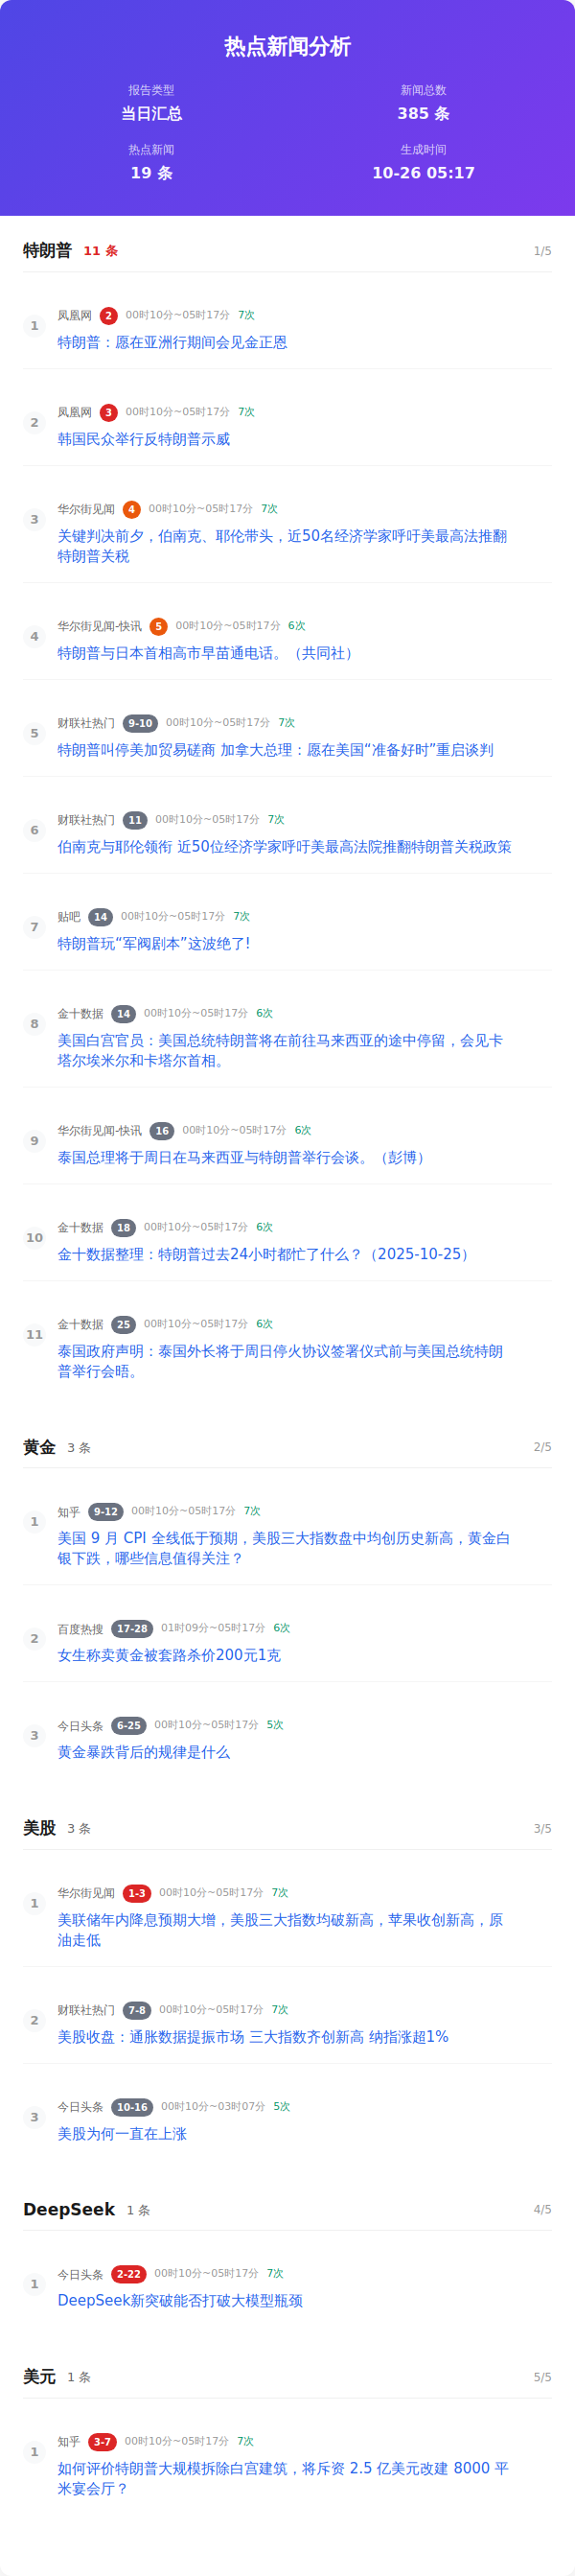 热点新闻分析
报告类型
新闻总数
当日汇总
385 条
热点新闻
生成时间
19 条
10-26 05:17
特朗普 11 条 1/5
1
凤凰网 2 00时10分~05时17分 7次
特朗普：愿在亚洲行期间会见金正恩
2
凤凰网 3 00时10分~05时17分 7次
韩国民众举行反特朗普示威
3
华尔街见闻 4 00时10分~05时17分 7次
关键判决前夕，伯南克、耶伦带头，近50名经济学家呼吁美最高法推翻
特朗普关税
4
华尔街见闻-快讯 5 00时10分~05时17分 6次
特朗普与日本首相高市早苗通电话。（共同社）
5
财联社热门 9-10 00时10分~05时17分 7次
特朗普叫停美加贸易磋商 加拿大总理：愿在美国“准备好时”重启谈判
6
财联社热门 11 00时10分~05时17分 7次
伯南克与耶伦领衔 近50位经济学家呼吁美最高法院推翻特朗普关税政策
7
贴吧 14 00时10分~05时17分 7次
特朗普玩“军阀剧本”这波绝了!
8
金十数据 14 00时10分~05时17分 6次
美国白宫官员：美国总统特朗普将在前往马来西亚的途中停留，会见卡
塔尔埃米尔和卡塔尔首相。
9
华尔街见闻-快讯 16 00时10分~05时17分 6次
泰国总理将于周日在马来西亚与特朗普举行会谈。（彭博）
10
金十数据 18 00时10分~05时17分 6次
金十数据整理：特朗普过去24小时都忙了什么？（2025-10-25）
11
金十数据 25 00时10分~05时17分 6次
泰国政府声明：泰国外长将于周日停火协议签署仪式前与美国总统特朗
普举行会晤。
黄金 3 条 2/5
1
知乎 9-12 00时10分~05时17分 7次
美国 9 月 CPI 全线低于预期，美股三大指数盘中均创历史新高，黄金白
银下跌，哪些信息值得关注？
2
百度热搜 17-28 01时09分~05时17分 6次
女生称卖黄金被套路杀价200元1克
3
今日头条 6-25 00时10分~05时17分 5次
黄金暴跌背后的规律是什么
美股 3 条 3/5
1
华尔街见闻 1-3 00时10分~05时17分 7次
美联储年内降息预期大增，美股三大指数均破新高，苹果收创新高，原
油走低
2
财联社热门 7-8 00时10分~05时17分 7次
美股收盘：通胀数据提振市场 三大指数齐创新高 纳指涨超1%
3
今日头条 10-16 00时10分~03时07分 5次
美股为何一直在上涨
DeepSeek 1 条 4/5
1
今日头条 2-22 00时10分~05时17分 7次
DeepSeek新突破能否打破大模型瓶颈
美元 1 条 5/5
1
知乎 3-7 00时10分~05时17分 7次
如何评价特朗普大规模拆除白宫建筑，将斥资 2.5 亿美元改建 8000 平
米宴会厅？